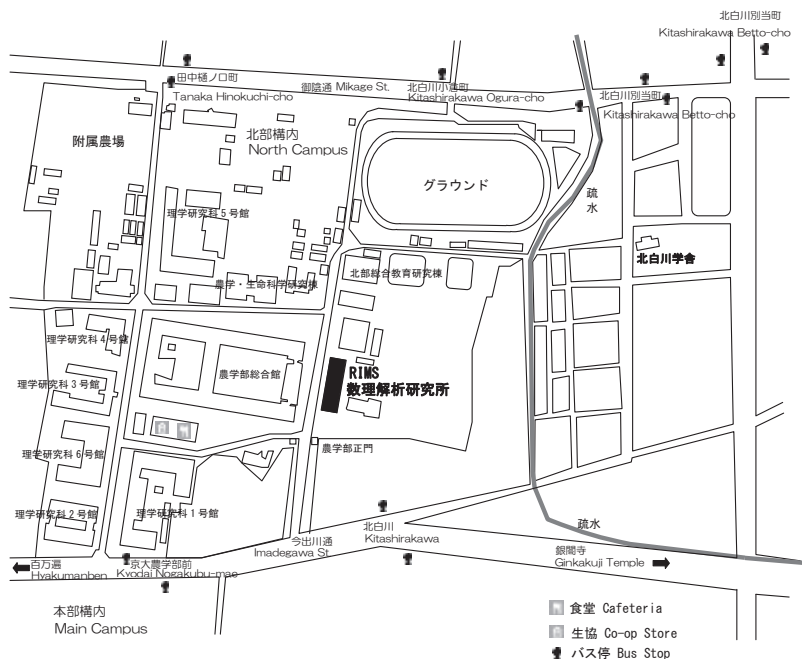 北白川別当町
Kitashirakawa Betto-cho
田中樋ノ口町
Tanaka Hinokuchi-cho
御陰通 Mikage St.
北白川小倉町
Kitashirakawa Ogura-cho
北白川別当町
Kitashirakawa Betto-cho
附属農場
北部構内
North Campus
グラウンド
疏
水
理学研究科5号館
北白川学舎
北部総合教育研究棟
農学・生命科学研究棟
理学研究科4号館
理学研究科3号館
農学部総合館
RIMS
数理解析研究所
農学部正門
理学研究科6号館
理学研究科2号館
理学研究科1号館
今出川通
Imadegawa St.
北白川
Kitashirakawa
疏水
銀閣寺
Ginkakuji Temple
百万遍
Hyakumanben
京大農学部前
Kyodai Nogakubu-mae
本部構内
Main Campus
食堂 Cafeteria
生協 Co-op Store
バス停 Bus Stop